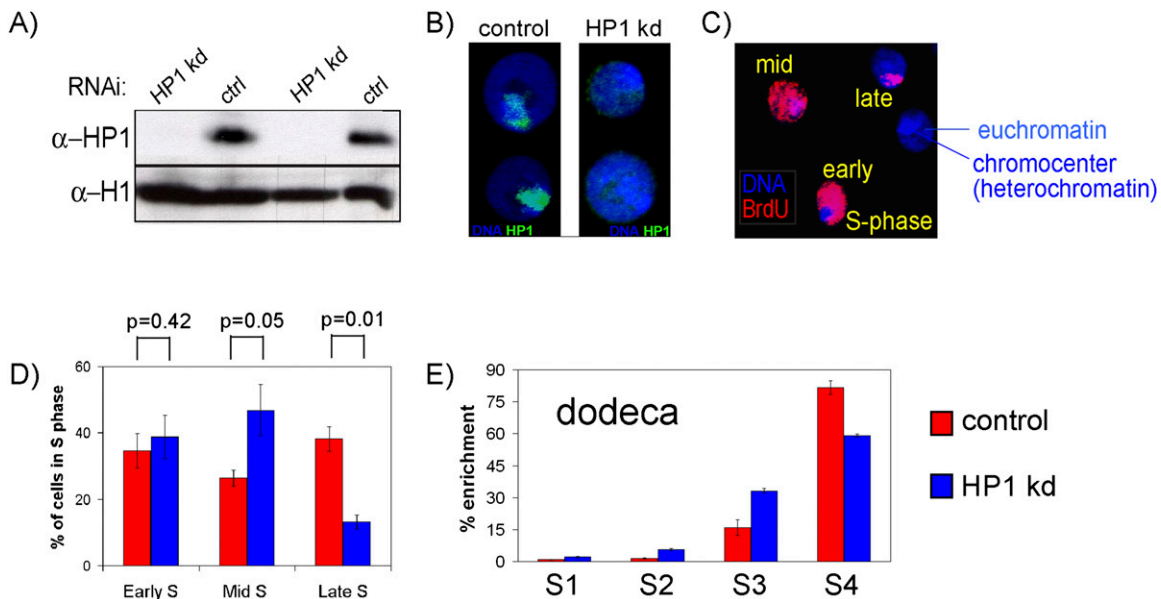 A)
RNAi: HP1 kd ctrl HP1 kd ctrl
α–HP1
α–H1
B)
control HP1 kd
DNA HP1 DNA HP1
C)
mid
late
early
S-phase
DNA
BrdU
euchromatin
chromocenter
(heterochromatin)
D)
p=0.42 p=0.05 p=0.01
% of cells in S phase
60
40
20
0
Early S Mid S Late S
E)
dodeca
% enrichment
90
75
60
45
30
15
0
S1 S2 S3 S4
control
HP1 kd